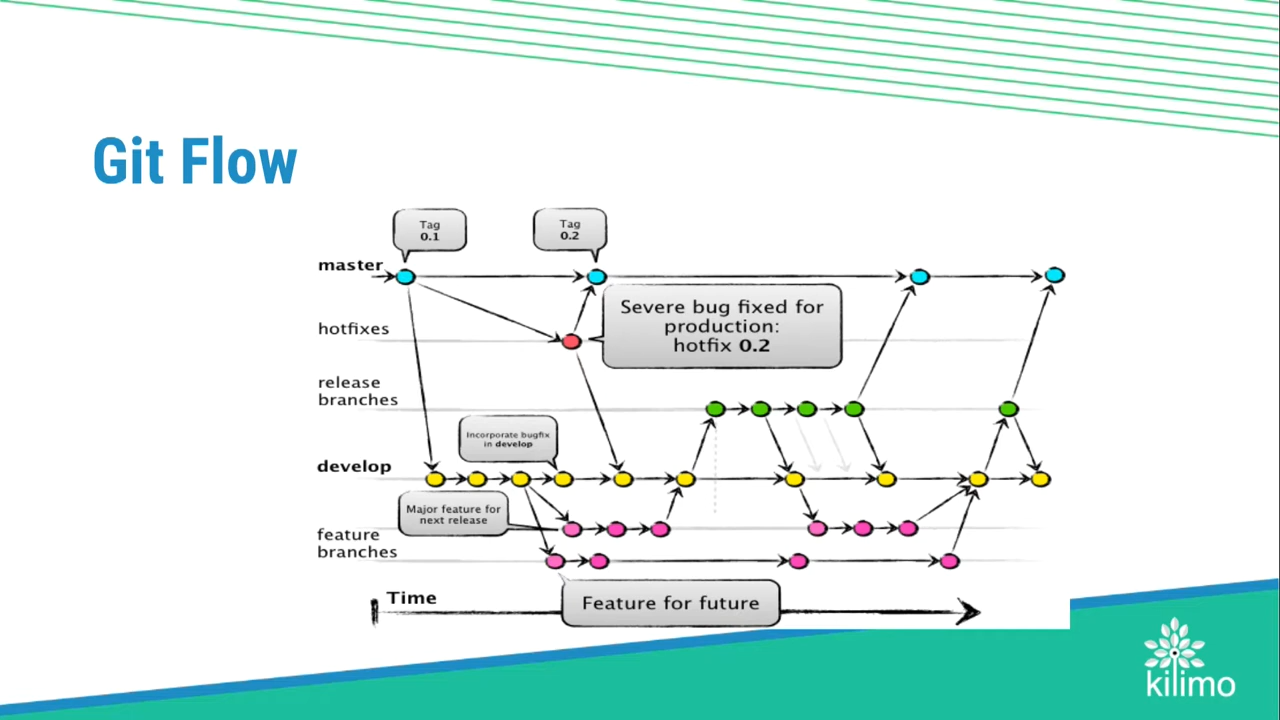 Git Flow
Tag
0.1
Tag
0.2
master
Severe bug fixed for
production:
hotfix 0.2
hotfixes
release
branches
Incorporate bugfix
in develop
develop
Major feature for
next release
feature
branches
Time
Feature for future
kilimo